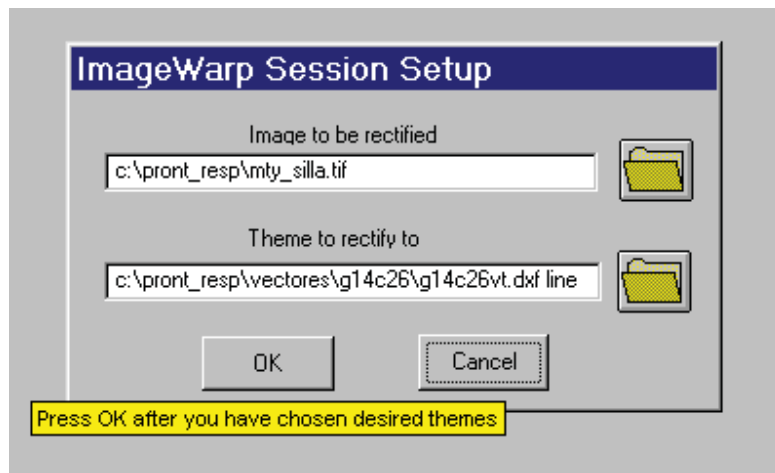 ImageWarp Session Setup
Image to be rectified
c:\pront_resp\mty_silla.tif
Theme to rectify to
c:\pront_resp\vectores\g14c26\g14c26vt.dxf line
OK Cancel
Press OK after you have chosen desired themes